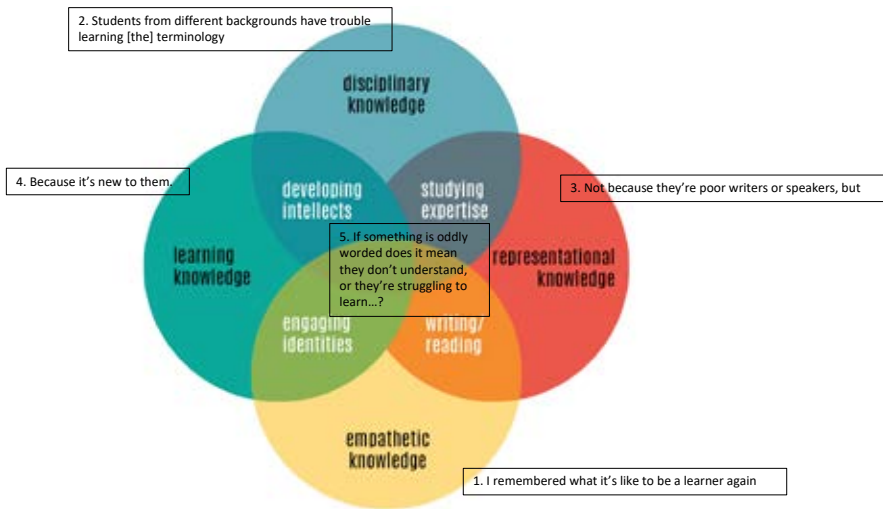 2. Students from different backgrounds have trouble
learning [the] terminology
disciplinary
knowledge
4. Because it's new to them.
developing
intellects
studying
expertise
3. Not because they're poor writers or speakers, but
learning
knowledge
5. If something is oddly
worded does it mean
they don't understand,
or they're struggling to
learn…?
representational
knowledge
engaging
identities
writing/
reading
empathetic
knowledge
1. I remembered what it's like to be a learner again